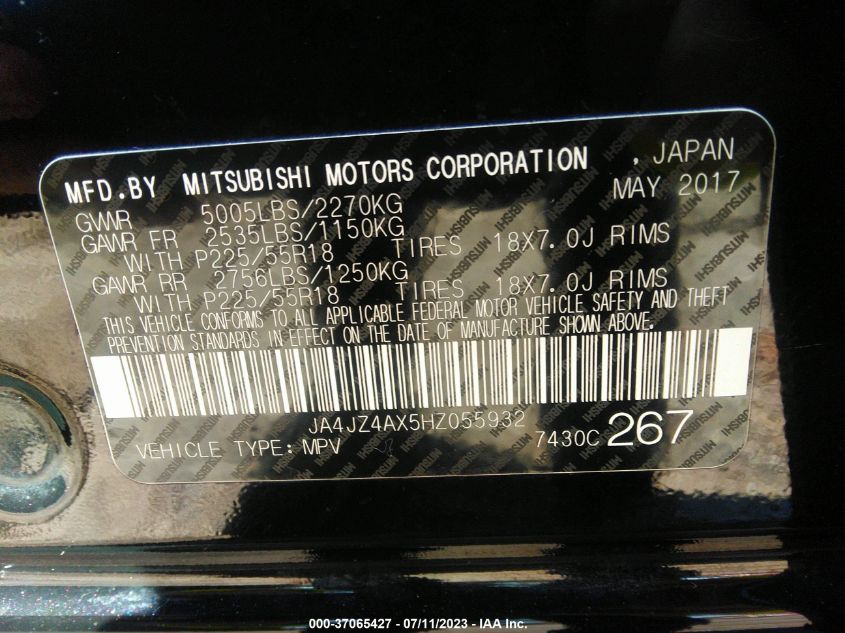 MFD.BY MITSUBISHI MOTORS CORPORATION , JAPAN
MAY 2017
GVWR 5005LBS/2270KG
GAWR FR 2535LBS/1150KG
WITH P225/55R18 TIRES 18X7.0J RIMS
GAWR RR 2756LBS/1250KG
WITH P225/55R18 TIRES 18X7.0J RIMS
THIS VEHICLE CONFORMS TO ALL APPLICABLE FEDERAL MOTOR VEHICLE SAFETY AND THEFT
PREVENTION STANDARDS IN EFFECT ON THE DATE OF MANUFACTURE SHOWN ABOVE.
JA4JZ4AX5HZ055932
VEHICLE TYPE: MPV 7430C 267
000-37065427 - 07/11/2023 - IAA Inc.